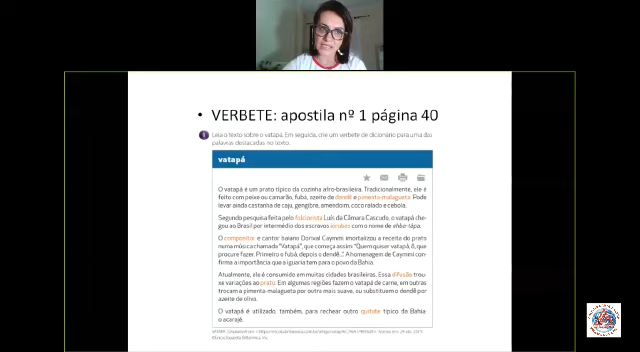 • VERBETE: apostila nº 1 página 40
1 Leia o texto sobre o vatapá. Em seguida, crie um verbete de dicionário para uma das
palavras destacadas no texto.
vatapá
O vatapá é um prato típico da cozinha afro-brasileira. Tradicionalmente, ele é
feito com peixe ou camarão, fubá, azeite de dendê e pimenta-malagueta. Pode
levar ainda castanha de caju, gengibre, amendoim, coco ralado e cebola.
Segundo pesquisa feita pelo folclorista Luís da Câmara Cascudo, o vatapá che-
gou ao Brasil por intermédio dos escravos iorubás com o nome de
O compositor e cantor baiano Dorival Caymmi imortalizou a receita do prato
numa música chamada "Vatapá", que começa assim "Quem quiser vatapá, ô, que
procure fazer. Primeiro o fubá, depois o dendê...". A homenagem de Caymmi con-
firma a importância que a iguaria tem para o povo da Bahia.
Atualmente, ele é consumido em muitas cidades brasileiras. Essa difusão trou-
xe variações ao prato. Em algumas regiões fazem o vatapá de carne, em outras
trocam a pimenta-malagueta por outra mais suave, ou substituem o dendê por
azeite de oliva.
O vatapá é utilizado, também, para rechear outro quitute típico da Bahia
o acarajé.